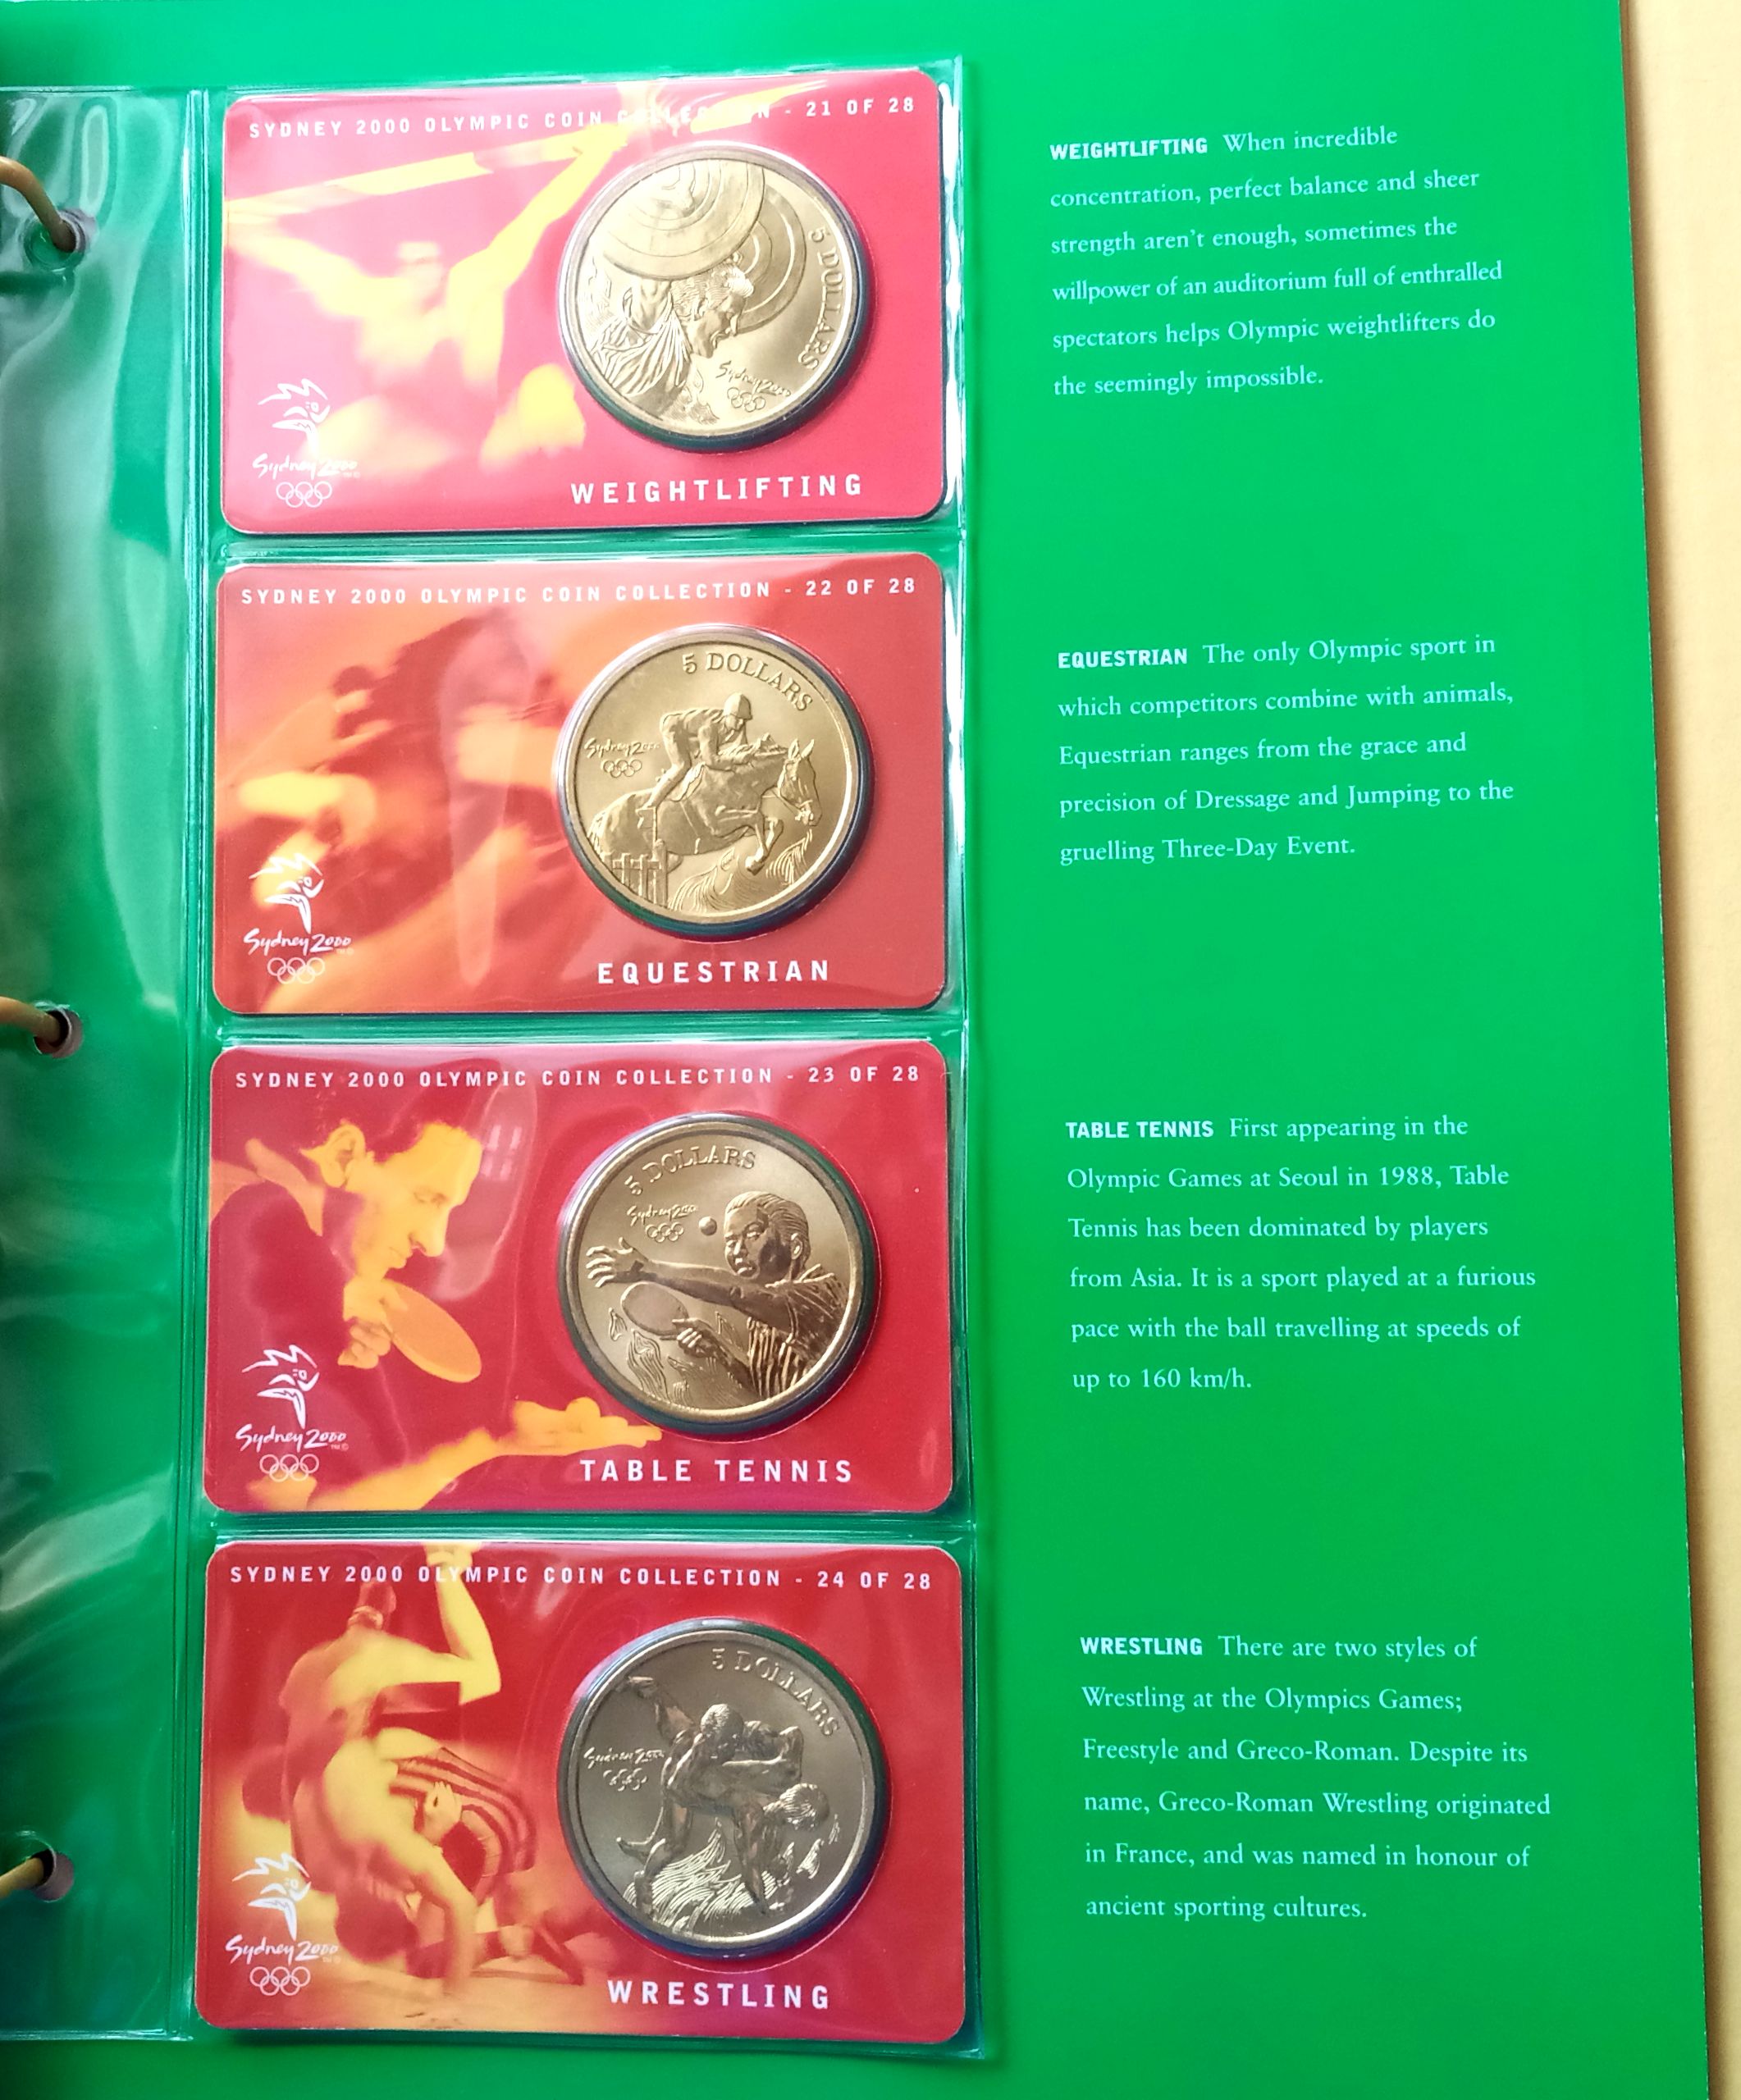 SYDNEY 2000 OLYMPIC COIN COLLECTION - 21 OF 28
5 DOLLARS
Sydney 2000
Sydney 2000
WEIGHTLIFTING
WEIGHTLIFTING When incredible
concentration, perfect balance and sheer
strength aren't enough, sometimes the
willpower of an auditorium full of enthralled
spectators helps Olympic weightlifters do
the seemingly impossible.
SYDNEY 2000 OLYMPIC COIN COLLECTION - 22 OF 28
5 DOLLARS
Sydney 2000
Sydney 2000
EQUESTRIAN
EQUESTRIAN The only Olympic sport in
which competitors combine with animals,
Equestrian ranges from the grace and
precision of Dressage and Jumping to the
gruelling Three-Day Event.
SYDNEY 2000 OLYMPIC COIN COLLECTION - 23 OF 28
5 DOLLARS
Sydney 2000
Sydney 2000
TABLE TENNIS
TABLE TENNIS First appearing in the
Olympic Games at Seoul in 1988, Table
Tennis has been dominated by players
from Asia. It is a sport played at a furious
pace with the ball travelling at speeds of
up to 160 km/h.
SYDNEY 2000 OLYMPIC COIN COLLECTION - 24 OF 28
5 DOLLARS
Sydney 2000
Sydney 2000
WRESTLING
WRESTLING There are two styles of
Wrestling at the Olympics Games;
Freestyle and Greco-Roman. Despite its
name, Greco-Roman Wrestling originated
in France, and was named in honour of
ancient sporting cultures.